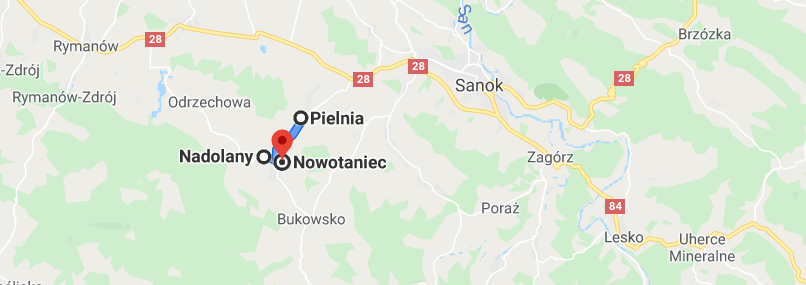 San
Brzózka
Rymanów
28
28
28
28
-Zdrój
Rymanów-Zdrój
Odrzechowa
Sanok
Pielnia
Nadolany
Nowotaniec
Zagórz
Bukowsko
Poraż
84
Lesko
Uherce
Mineralne